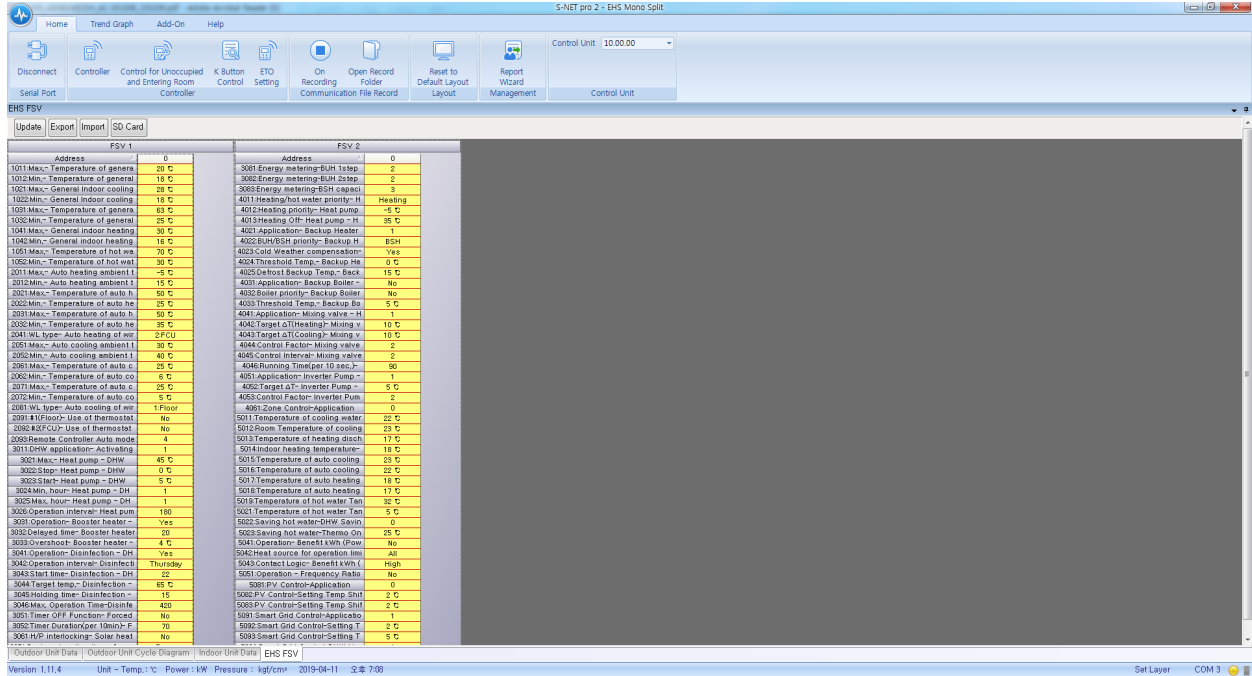 S-NET pro 2 - EHS Mono Split
Home Trend Graph Add-On Help
Control Unit 10.00.00
Disconnect Controller Control for Unoccupied and Entering Room K Button Control ETO Setting On Recording Open Record Folder Reset to Default Layout Report Wizard
Serial Port Controller Communication File Record Layout Management Control Unit
EHS FSV
Update Export Import SD Card
FSV 1
Address 0
1011:Max,- Temperature of genera 20 ℃
1012:Min,- Temperature of general 18 ℃
1021:Max,- General Indoor cooling 28 ℃
1022:Min,- General Indoor cooling 18 ℃
1031:Max,- Temperature of genera 63 ℃
1032:Min,- Temperature of general 25 ℃
1041:Max,- General indoor heating 30 ℃
1042:Min,- General indoor heating 16 ℃
1051:Max,- Temperature of hot wa 70 ℃
1052:Min,- Temperature of hot wat 30 ℃
2011:Max,- Auto heating ambient t -5 ℃
2012:Min,- Auto heating ambient t 15 ℃
2021:Max,- Temperature of auto h 50 ℃
2022:Min,- Temperature of auto he 25 ℃
2031:Max,- Temperature of auto h 50 ℃
2032:Min,- Temperature of auto he 35 ℃
2041:WL type- Auto heating of wir 2:FCU
2051:Max,- Auto cooling ambient t 30 ℃
2052:Min,- Auto cooling ambient t 40 ℃
2061:Max,- Temperature of auto c 25 ℃
2062:Min,- Temperature of auto co 6 ℃
2071:Max,- Temperature of auto c 25 ℃
2072:Min,- Temperature of auto co 5 ℃
2081:WL type- Auto cooling of wir 1:Floor
2091:#1(Floor)- Use of thermostat No
2092:#2(FCU)- Use of thermostat No
2093:Remote Controller Auto mode 4
3011:DHW application- Activating 1
3021:Max,- Heat pump - DHW 45 ℃
3022:Stop- Heat pump - DHW 0 ℃
3023:Start- Heat pump - DHW 5 ℃
3024:Min, hour- Heat pump - DH 1
3025:Max, hour- Heat pump - DH 1
3026:Operation interval- Heat pum 180
3031:Operation- Booster heater - Yes
3032:Delayed time- Booster heater 20
3033:Overshoot- Booster heater - 4 ℃
3041:Operation- Disinfection - DH Yes
3042:Operation interval- Disinfecti Thursday
3043:Start time- Disinfection - DH 22
3044:Target temp,- Disinfection - 65 ℃
3045:Holding time- Disinfection - 15
3046:Max, Operation Time-Disinfe 420
3051:Timer OFF Function- Forced No
3052:Timer Duration(per 10min)- F 70
3061:H/P interlocking- Solar heat No
FSV 2
Address 0
3081:Energy metering-BUH 1step 2
3082:Energy metering-BUH 2step 2
3083:Energy metering-BSH capaci 3
4011:Heating/hot water priority- H Heating
4012:Heating priority- Heat pump -5 ℃
4013:Heating Off- Heat pump - H 35 ℃
4021:Application- Backup Heater 1
4022:BUH/BSH priority- Backup H BSH
4023:Cold Weather compensation- Yes
4024:Threshold Temp,- Backup He 0 ℃
4025:Defrost Backup Temp,- Back 15 ℃
4031:Application- Backup Boiler - No
4032:Boiler priority- Backup Boiler No
4033:Threshold Temp,- Backup Bo 5 ℃
4041:Application- Mixing valve - H 1
4042:Target ΔT(Heating)- Mixing v 10 ℃
4043:Target ΔT(Cooling)- Mixing v 10 ℃
4044:Control Factor- Mixing valve 2
4045:Control Interval- Mixing valve 2
4046:Running Time(per 10 sec,)- 90
4051:Application- Inverter Pump - 1
4052:Target ΔT- Inverter Pump - 5 ℃
4053:Control Factor- Inverter Pum 2
4061:Zone Control-Application 0
5011:Temperature of cooling water 22 ℃
5012:Room Temperature of cooling 23 ℃
5013:Temperature of heating disch 17 ℃
5014:Indoor heating temperature- 18 ℃
5015:Temperature of auto cooling 23 ℃
5016:Temperature of auto cooling 22 ℃
5017:Temperature of auto heating 18 ℃
5018:Temperature of auto heating 17 ℃
5019:Temperature of hot water Tan 32 ℃
5021:Temperature of hot water Tan 5 ℃
5022:Saving hot water-DHW Savin 0
5023:Saving hot water-Thermo On 25 ℃
5041:Operation- Benefit kWh (Pow No
5042:Heat source for operation limi All
5043:Contact Logic- Benefit kWh ( High
5051:Operation - Frequency Ratio No
5081:PV Control-Application 0
5082:PV Control-Setting Temp Shif 2 ℃
5083:PV Control-Setting Temp Shif 2 ℃
5091:Smart Grid Control-Applicatio 1
5092:Smart Grid Control-Setting T 2 ℃
5093:Smart Grid Control-Setting T 5 ℃
Outdoor Unit Data Outdoor Unit Cycle Diagram Indoor Unit Data EHS FSV
Version 1,11,4 Unit - Temp, : ℃ Power : kW Pressure : kgf/cm² 2019-04-11 오후 7:08 Set Layer COM 3